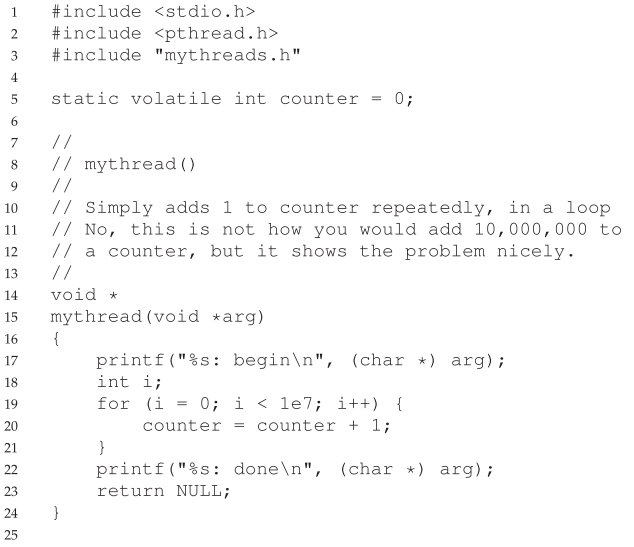 1 #include <stdio.h>
2 #include <pthread.h>
3 #include "mythreads.h"
4
5 static volatile int counter = 0;
6
7 //
8 // mythread()
9 //
10 // Simply adds 1 to counter repeatedly, in a loop
11 // No, this is not how you would add 10,000,000 to
12 // a counter, but it shows the problem nicely.
13 //
14 void *
15 mythread(void *arg)
16 {
17     printf("%s: begin\n", (char *) arg);
18     int i;
19     for (i = 0; i < 1e7; i++) {
20         counter = counter + 1;
21     }
22     printf("%s: done\n", (char *) arg);
23     return NULL;
24 }
25